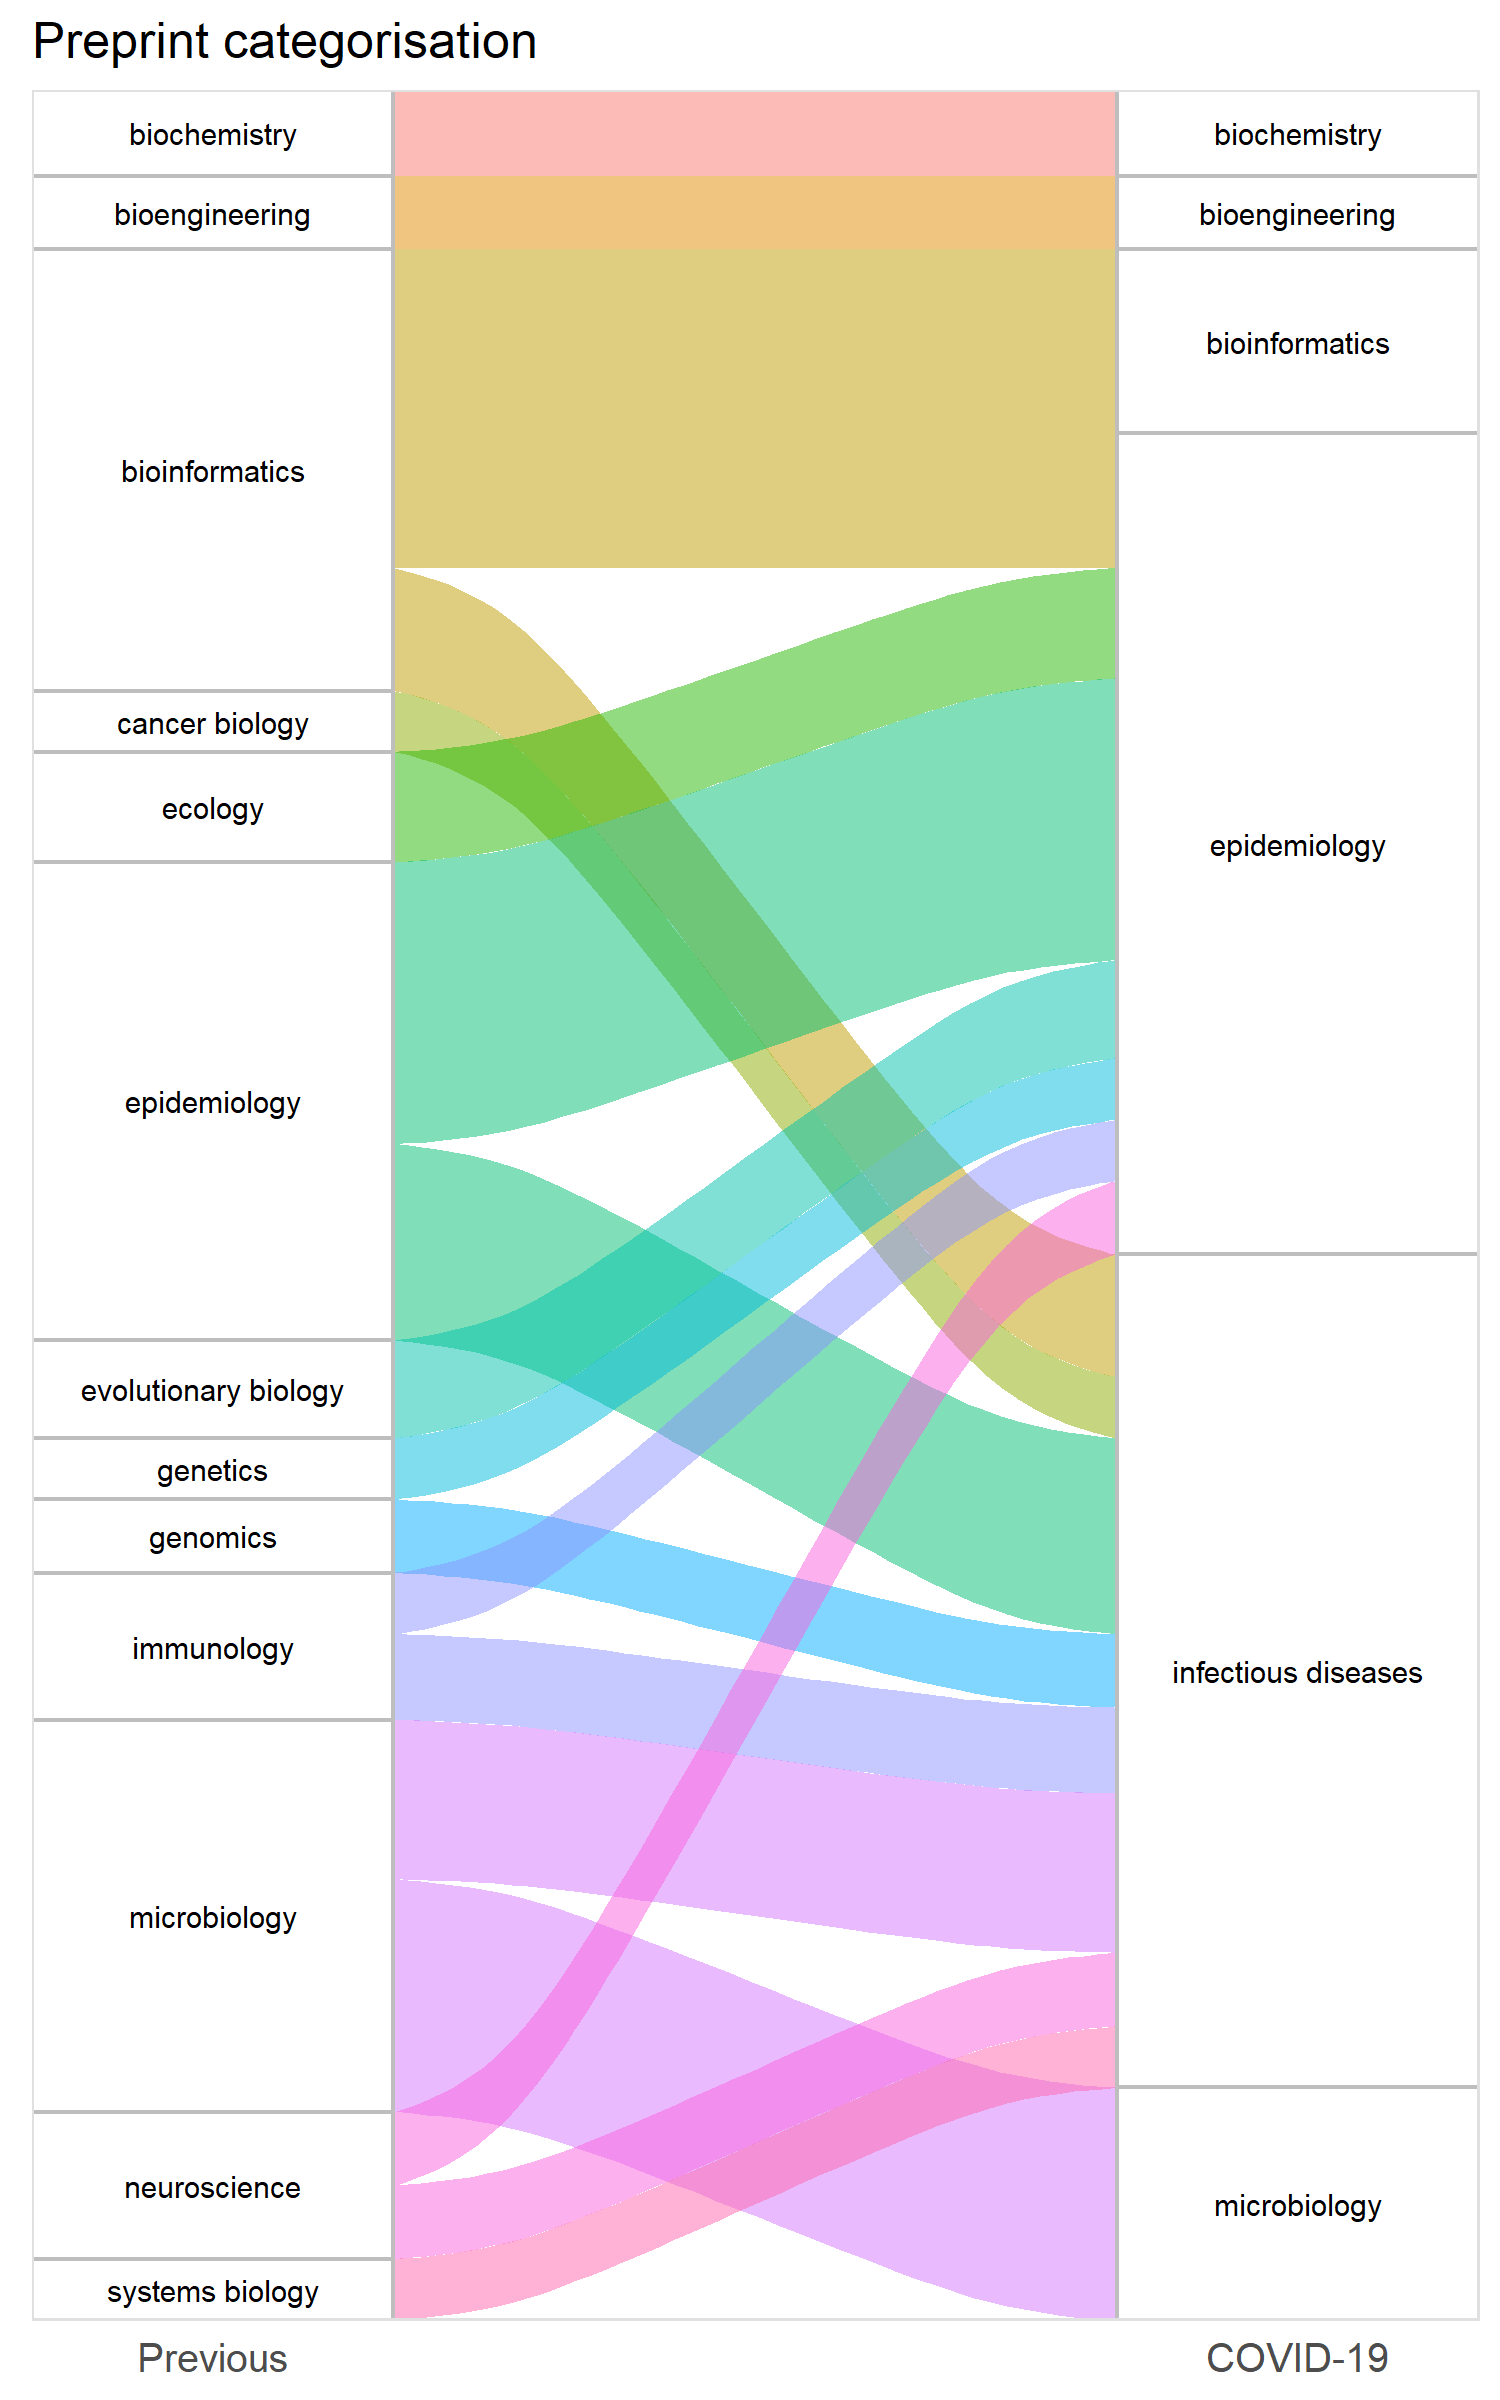 Preprint categorisation
biochemistry
bioengineering
bioinformatics
cancer biology
ecology
epidemiology
evolutionary biology
genetics
genomics
immunology
microbiology
neuroscience
systems biology
Previous
biochemistry
bioengineering
bioinformatics
epidemiology
infectious diseases
microbiology
COVID-19